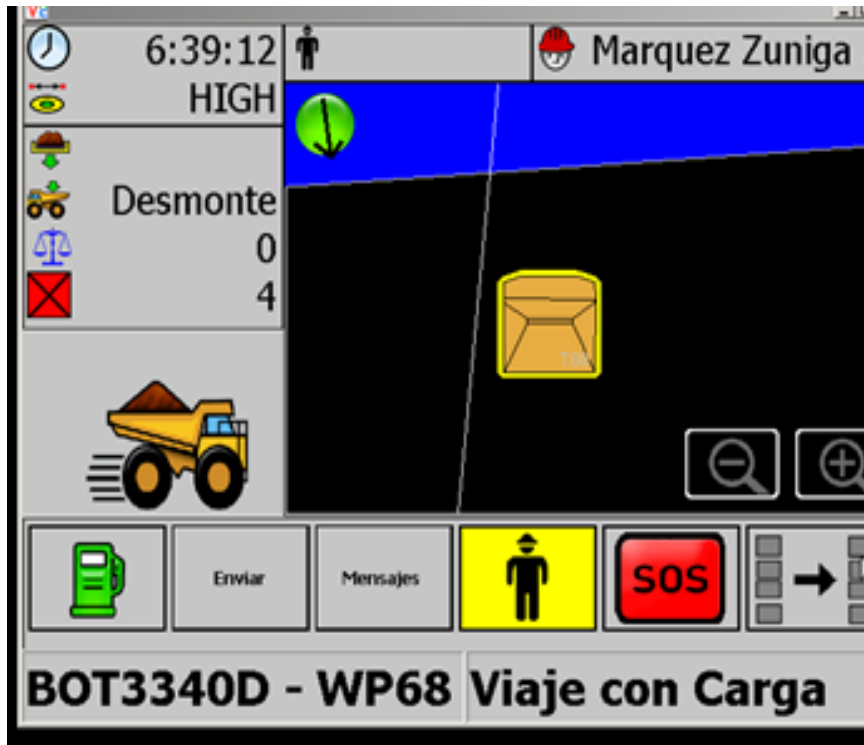 6:39:12
Marquez Zuniga
HIGH
Desmonte
0
4
Enviar
Mensajes
SOS
BOT3340D - WP68
Viaje con Carga